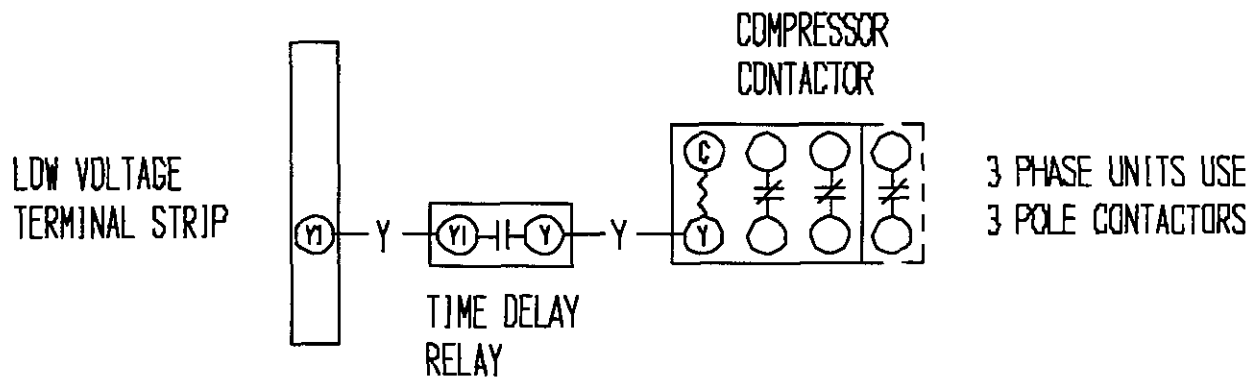 COMPRESSOR
CONTACTOR
LOW VOLTAGE
TERMINAL STRIP
Y1
Y
Y1
Y
Y
C
Y
3 PHASE UNITS USE
3 POLE CONTACTORS
TIME DELAY
RELAY